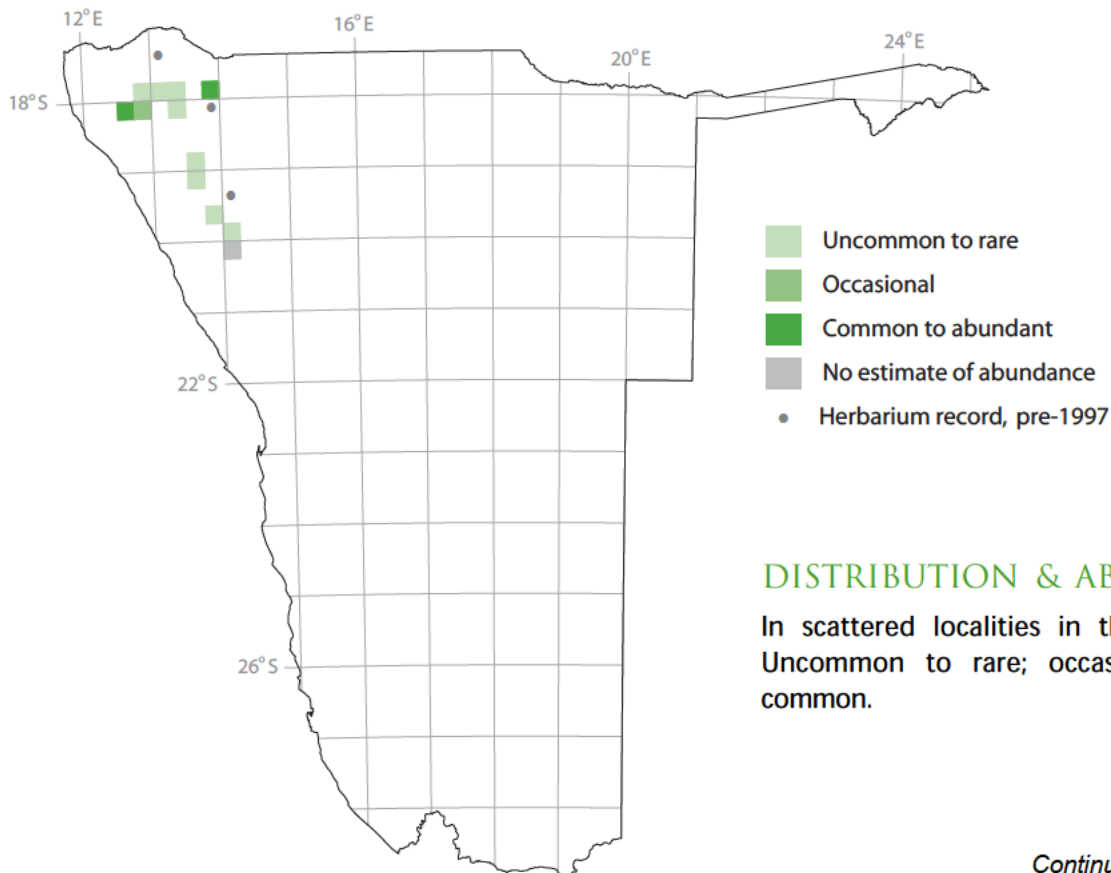 12°E
16°E
20°E
24°E
18°S
22°S
26°S
Uncommon to rare
Occasional
Common to abundant
No estimate of abundance
Herbarium record, pre-1997
DISTRIBUTION & AB
In scattered localities in th
Uncommon to rare; occas
common.
Continu